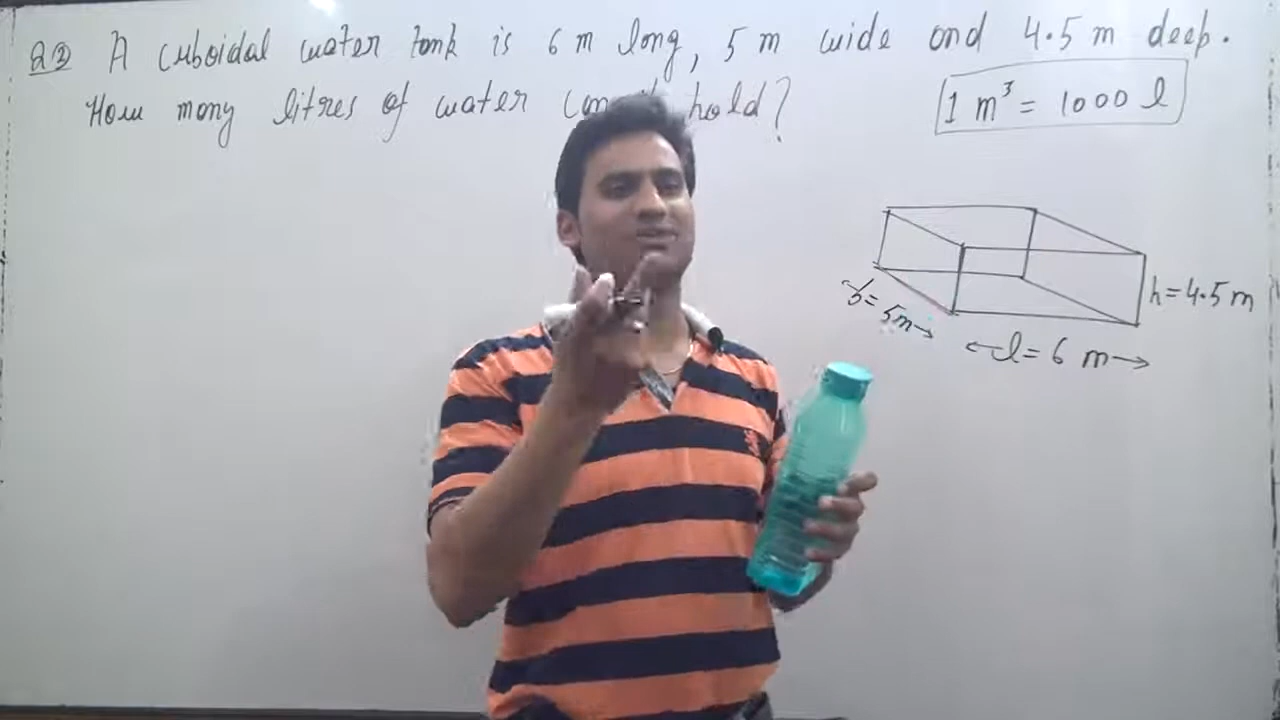 Q2 A cuboidal water tank is 6 m long, 5 m wide and 4.5 m deep.
How many litres of water hold?
1 m³ = 1000 l
h = 4.5 m
b = 5m
l = 6 m